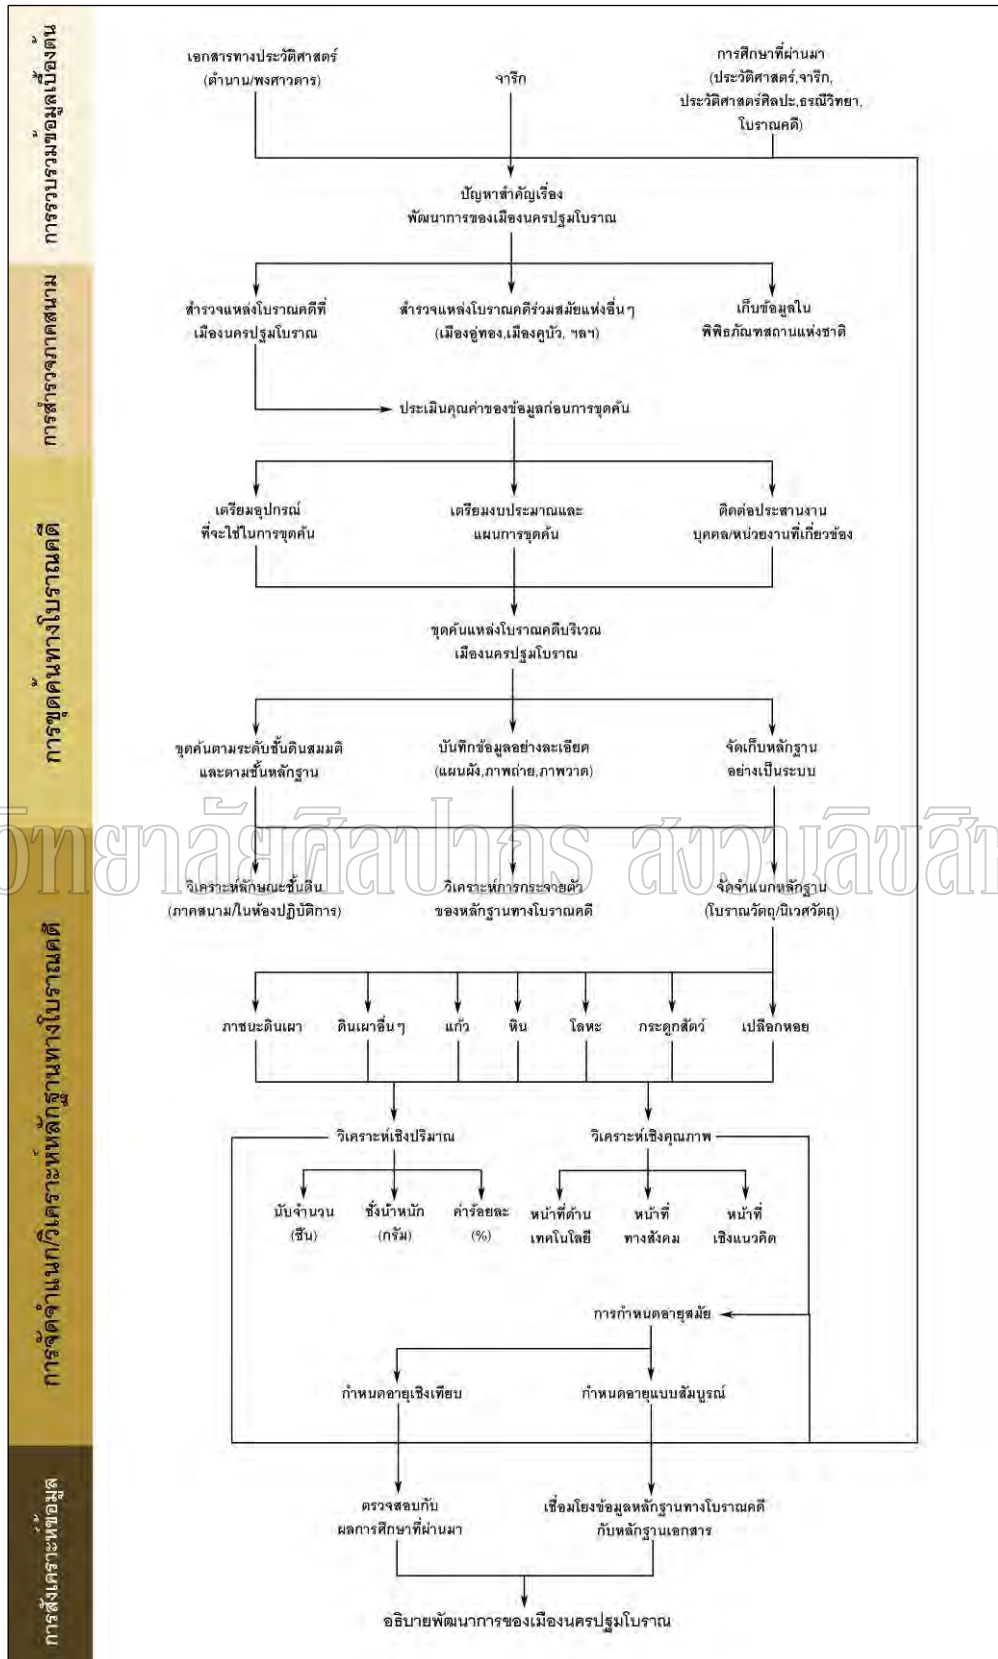 การรวบรวมข้อมูลเบื้องต้น
เอกสารทางประวัติศาสตร์
(ตำนาน/พงศาวดาร)
จารึก
การศึกษาที่ผ่านมา
(ประวัติศาสตร์,จารึก,
ประวัติศาสตร์ศิลปะ,ธรณีวิทยา,
โบราณคดี)
ปัญหาสำคัญเรื่อง
พัฒนาการของเมืองนครปฐมโบราณ
การสำรวจภาคสนาม
สำรวจแหล่งโบราณคดีที่
เมืองนครปฐมโบราณ
สำรวจแหล่งโบราณคดีร่วมสมัยแห่งอื่นๆ
(เมืองอู่ทอง,เมืองคูบัว, ฯลฯ)
เก็บข้อมูลใน
พิพิธภัณฑสถานแห่งชาติ
ประเมินคุณค่าของข้อมูลก่อนการขุดค้น
การขุดค้นทางโบราณคดี
เตรียมอุปกรณ์
ที่จะใช้ในการขุดค้น
เตรียมงบประมาณและ
แผนการขุดค้น
ติดต่อประสานงาน
บุคคล/หน่วยงานที่เกี่ยวข้อง
ขุดค้นแหล่งโบราณคดีบริเวณ
เมืองนครปฐมโบราณ
ขุดค้นตามระดับชั้นดินสมมติ
และตามชั้นหลักฐาน
บันทึกข้อมูลอย่างละเอียด
(แผนผัง,ภาพถ่าย,ภาพวาด)
จัดเก็บหลักฐาน
อย่างเป็นระบบ
วิทยาลัยศิลปากร สงวนลิขสิท
การจัดจำแนก/วิเคราะห์หลักฐานทางโบราณคดี
วิเคราะห์ลักษณะชั้นดิน
(ภาคสนาม/ในห้องปฏิบัติการ)
วิเคราะห์การกระจายตัว
ของหลักฐานทางโบราณคดี
จัดจำแนกหลักฐาน
(โบราณวัตถุ/นิเวศวัตถุ)
ภาชนะดินเผา
ดินเผาอื่นๆ
แก้ว
หิน
โลหะ
กระดูกสัตว์
เปลือกหอย
วิเคราะห์เชิงปริมาณ
วิเคราะห์เชิงคุณภาพ
นับจำนวน
(ชิ้น)
ชั่งน้ำหนัก
(กรัม)
ค่าร้อยละ
(%)
หน้าที่ด้าน
เทคโนโลยี
หน้าที่
ทางสังคม
หน้าที่
เชิงแนวคิด
การกำหนดอายุสมัย
กำหนดอายุเชิงเทียบ
กำหนดอายุแบบสัมบูรณ์
การสังเคราะห์ข้อมูล
ตรวจสอบกับ
ผลการศึกษาที่ผ่านมา
เชื่อมโยงข้อมูลหลักฐานทางโบราณคดี
กับหลักฐานเอกสาร
อธิบายพัฒนาการของเมืองนครปฐมโบราณ